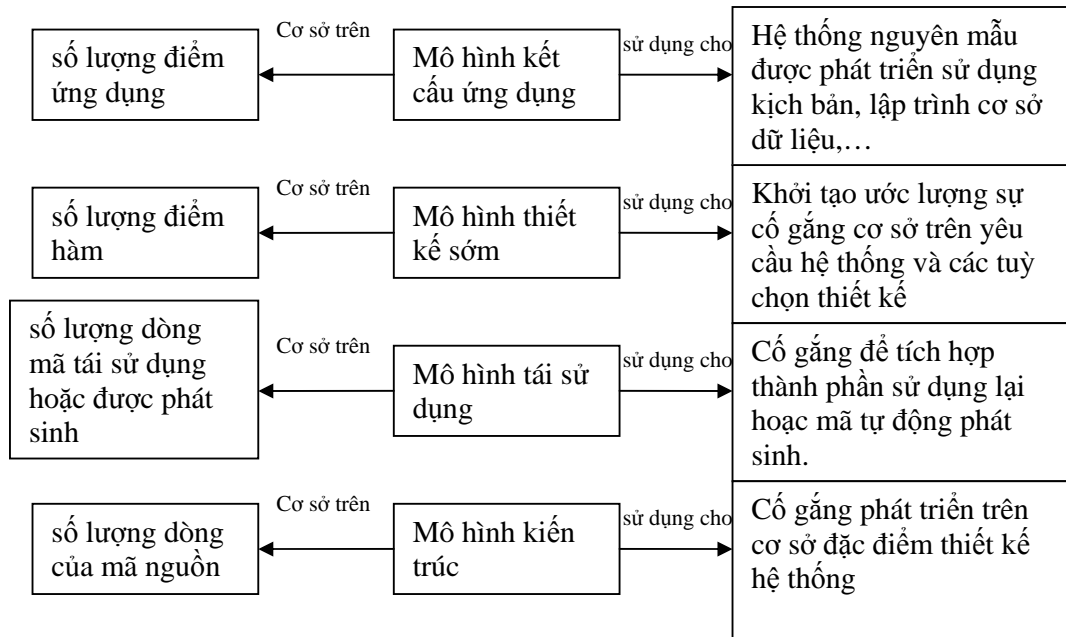 số lượng điểm
ứng dụng
Cơ sở trên
Mô hình kết
cấu ứng dụng
sử dụng cho
Hệ thống nguyên mẫu
được phát triển sử dụng
kịch bản, lập trình cơ sở
dữ liệu,…
số lượng điểm
hàm
Cơ sở trên
Mô hình thiết
kế sớm
sử dụng cho
Khởi tạo ước lượng sự
cố gắng cơ sở trên yêu
cầu hệ thống và các tuỳ
chọn thiết kế
số lượng dòng
mã tái sử dụng
hoặc được phát
sinh
Cơ sở trên
Mô hình tái sử
dụng
sử dụng cho
Cố gắng để tích hợp
thành phần sử dụng lại
hoạc mã tự động phát
sinh.
số lượng dòng
của mã nguồn
Cơ sở trên
Mô hình kiến
trúc
sử dụng cho
Cố gắng phát triển trên
cơ sở đặc điểm thiết kế
hệ thống